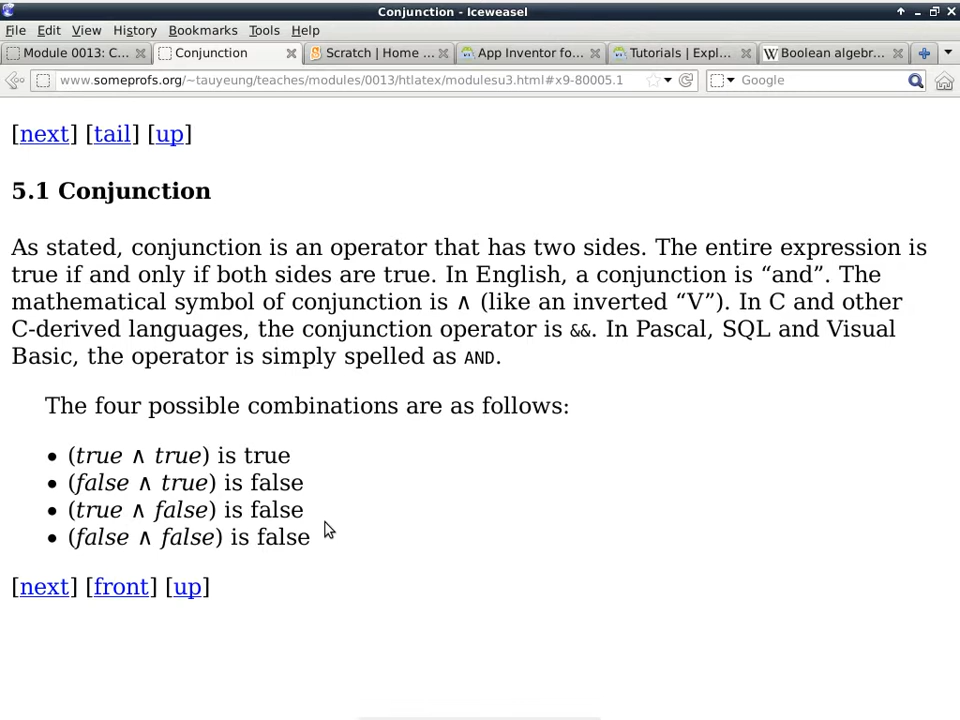 Conjunction - Iceweasel
File Edit View History Bookmarks Tools Help
Module 0013: C... Conjunction Scratch | Home ... App Inventor fo... Tutorials | Expl... Boolean algebr...
www.someprofs.org/~tauyeung/teaches/modules/0013/htlatex/modulesu3.html#x9-80005.1 Google
[next] [tail] [up]
5.1 Conjunction
As stated, conjunction is an operator that has two sides. The entire expression is
true if and only if both sides are true. In English, a conjunction is “and”. The
mathematical symbol of conjunction is ∧ (like an inverted “V”). In C and other
C-derived languages, the conjunction operator is &&. In Pascal, SQL and Visual
Basic, the operator is simply spelled as AND.
The four possible combinations are as follows:
• (true ∧ true) is true
• (false ∧ true) is false
• (true ∧ false) is false
• (false ∧ false) is false
[next] [front] [up]